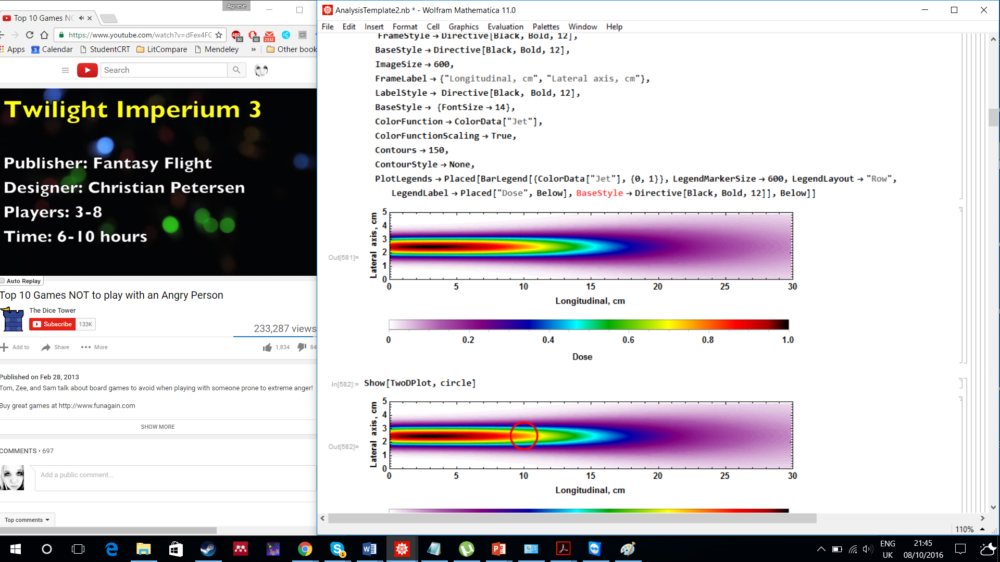 Agnese
Top 10 Games NO
https://www.youtube.com/watch?v=dFex4FG
ABP
30
30
2332
Apps
3
Calendar
StudentCRT
LitCompare
Mendeley
»
Other book
Search
Twilight Imperium 3
Publisher: Fantasy Flight
Designer: Christian Petersen
Players: 3-8
Time: 6-10 hours
Auto Replay
Top 10 Games NOT to play with an Angry Person
The Dice Tower
Subscribe 133K
233,287 views
Add to Share More 1,834 84
Published on Feb 28, 2013
Tom, Zee, and Sam talk about board games to avoid when playing with someone prone to extreme anger!
Buy great games at http://www.funagain.com
SHOW MORE
COMMENTS • 697
Add a public comment...
Top comments
AnalysisTemplate2.nb * - Wolfram Mathematica 11.0
File Edit Insert Format Cell Graphics Evaluation Palettes Window Help
FrameStyle → Directive[Black, Bold, 12],
BaseStyle → Directive[Black, Bold, 12],
ImageSize → 600,
FrameLabel → {"Longitudinal, cm", "Lateral axis, cm"},
LabelStyle → Directive[Black, Bold, 12],
BaseStyle → {FontSize → 14},
ColorFunction → ColorData["Jet"],
ColorFunctionScaling → True,
Contours → 150,
ContourStyle → None,
PlotLegends → Placed[BarLegend[{ColorData["Jet"], {0, 1}}, LegendMarkerSize → 600, LegendLayout → "Row",
LegendLabel → Placed["Dose", Below], BaseStyle → Directive[Black, Bold, 12]], Below]]
Out[581]=
Lateral axis, cm
5
4
3
2
1
0
0 5 10 15 20 25 30
Longitudinal, cm
0 0.2 0.4 0.6 0.8 1.0
Dose
In[582]:= Show[TwoDPlot, circle]
Out[582]=
Lateral axis, cm
5
4
3
2
1
0
0 5 10 15 20 25 30
Longitudinal, cm
110%
TEX
1
ENG
UK
21:45
08/10/2016